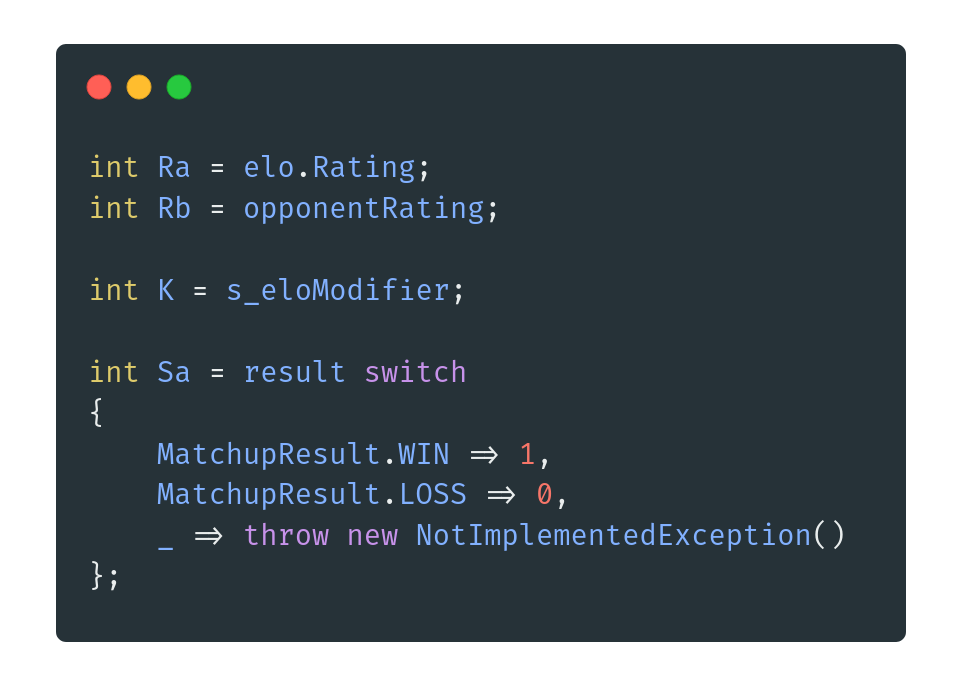 int Ra = elo.Rating;
int Rb = opponentRating;
int K = s_eloModifier;
int Sa = result switch
{
    MatchupResult.WIN => 1,
    MatchupResult.LOSS => 0,
    _ => throw new NotImplementedException()
};